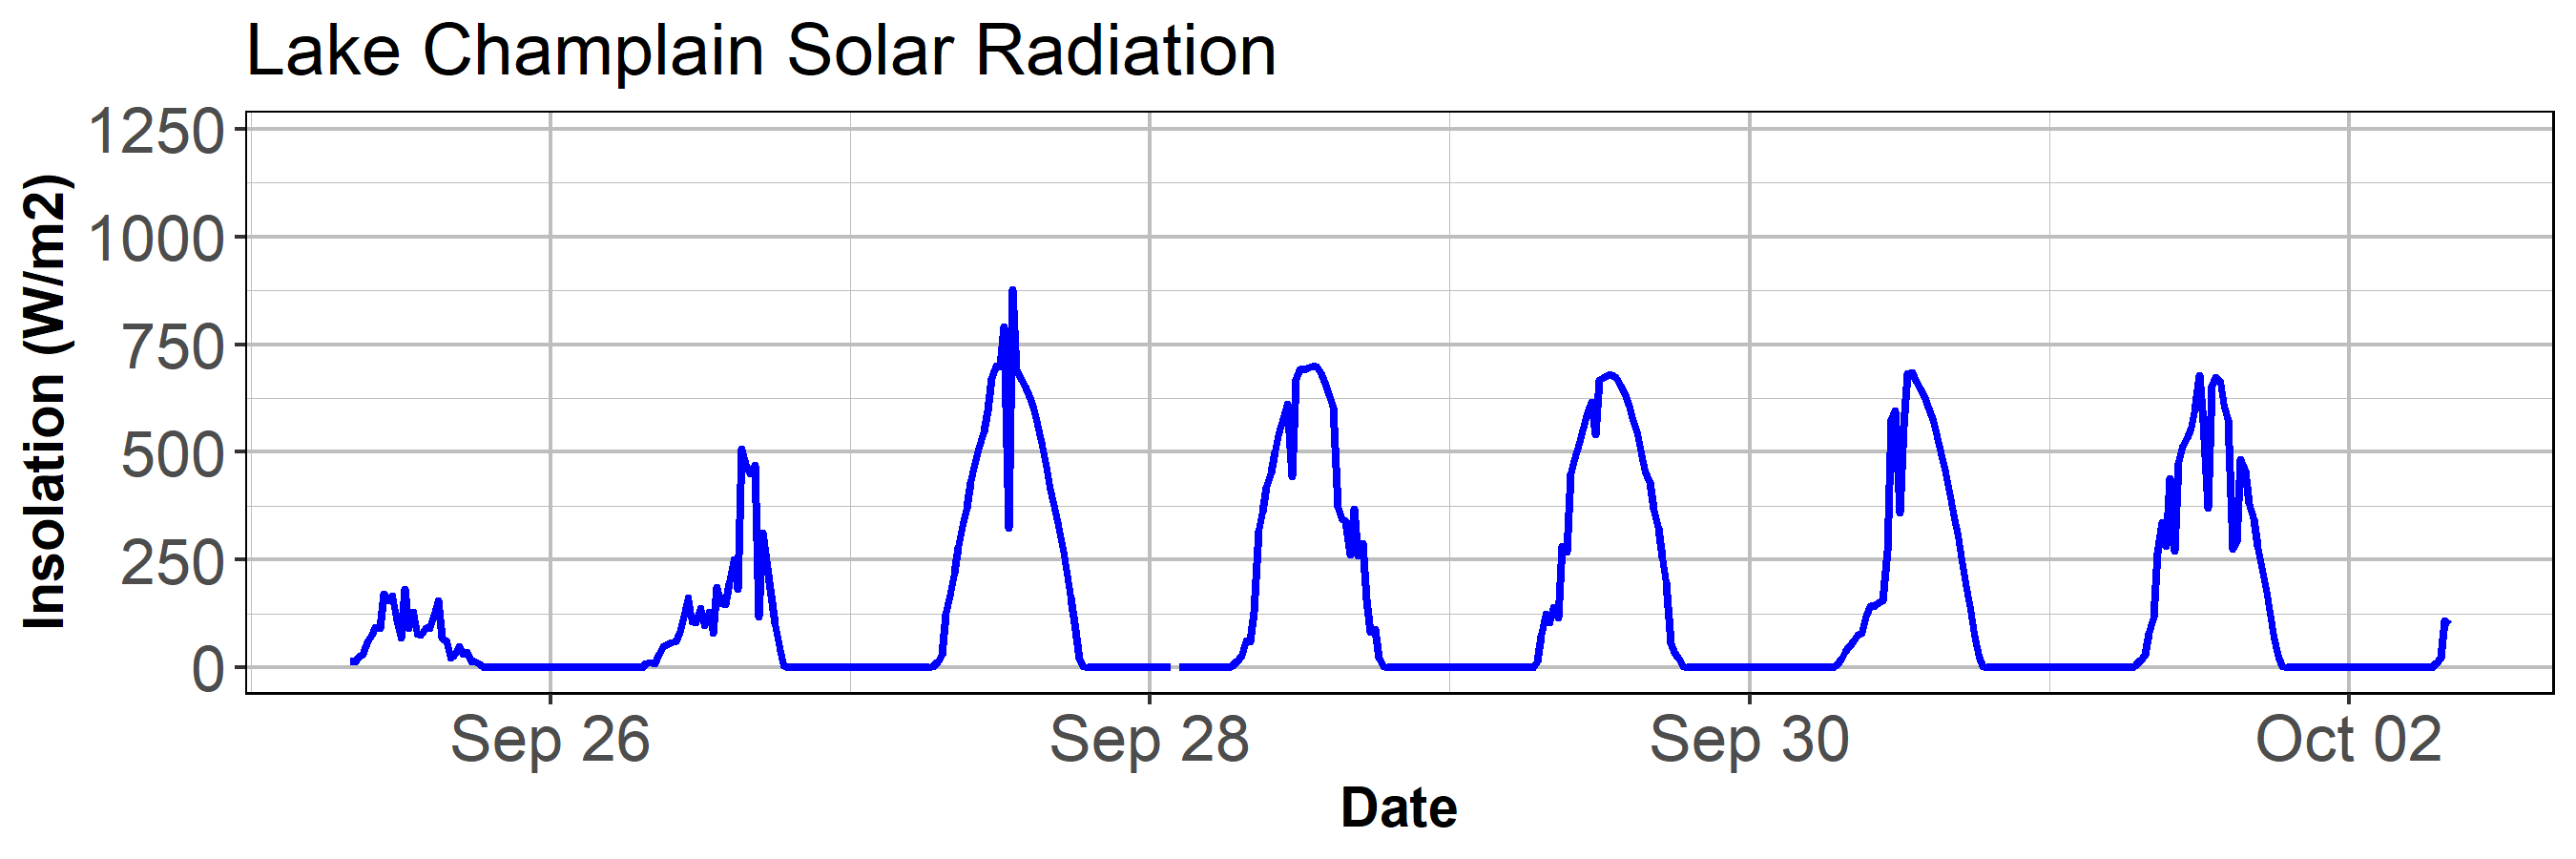 Lake Champlain Solar Radiation
Insolation (W/m2)
1250
1000
750
500
250
0
Sep 26
Sep 28
Sep 30
Oct 02
Date